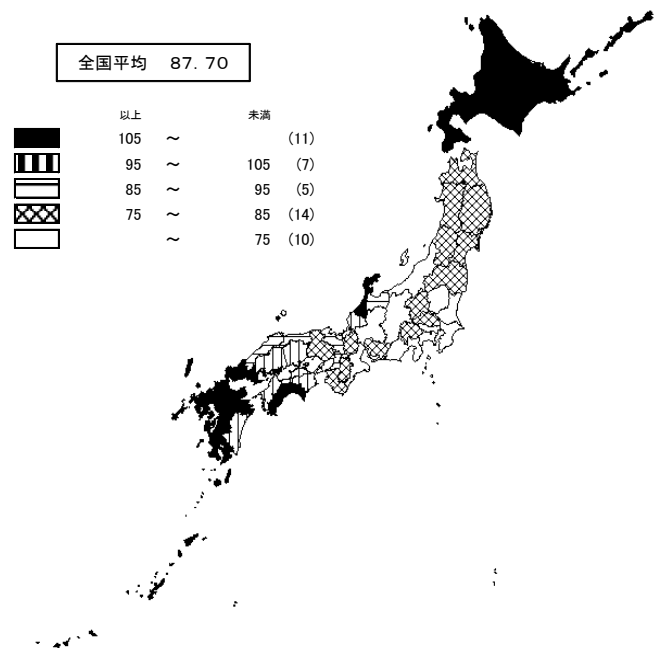 全国平均　87.70
以上　未満
105　～　(11)
95　～　105　(7)
85　～　95　(5)
75　～　85　(14)
～　75　(10)